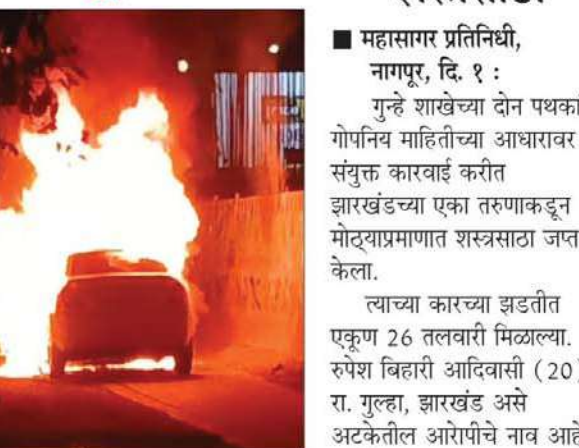 ■ महासागर प्रतिनिधी,
नागपूर, दि. १ :
गुन्हे शाखेच्या दोन
गोपनिय माहितीच्या आधारावर
संयुक्त कारवाई करीत
झारखंडच्या एका तरुणाकडून
मोठ्याप्रमाणात शस्त्रसाठा जप्त
केला.
त्याच्या कारच्या झडतीत
एकूण 26 तलवारी मिळाल्या.
रुपेश बिहारी आदिवासी (20)
रा. गुल्हा, झारखंड असे
अटकेतील आरोपीचे नाव आहे